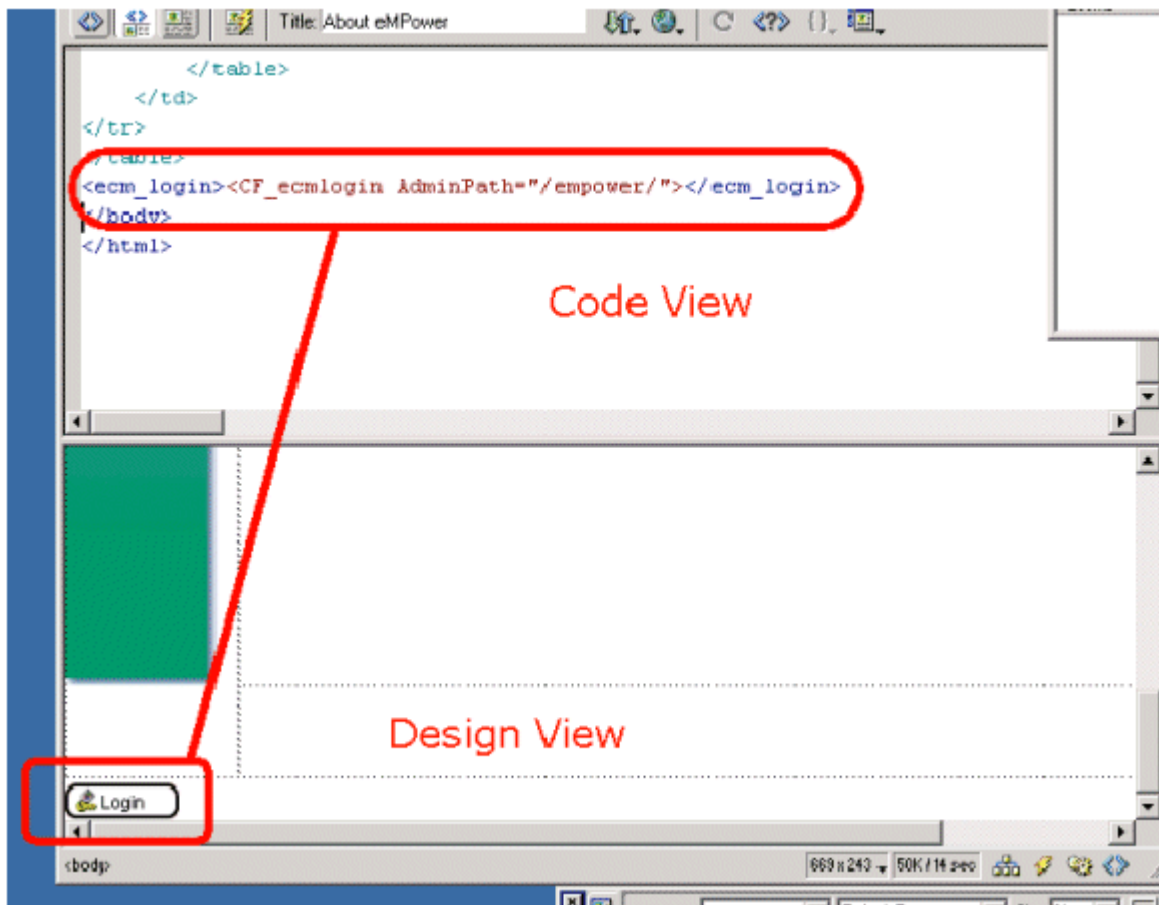 Title: About eMPower
</table>
</td>
</tr>
</table>
<ecm_login><CF_ecmlogin AdminPath="/empower/"></ecm_login>
</body>
</html>
Code View
Design View
Login
<body>
669 x 243 50K / 14 sec